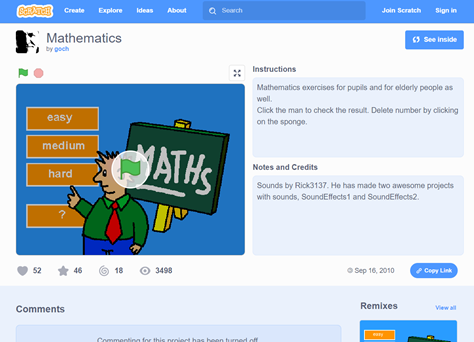 SCRATCH Create Explore Ideas About Search Join Scratch Sign in
Mathematics
by goch
See inside
Instructions
Mathematics exercises for pupils and for elderly people as
well.
Click the man to check the result. Delete number by clicking
on the sponge.
easy
medium
hard
?
MATHS
Notes and Credits
Sounds by Rick3137. He has made two awesome projects
with sounds, SoundEffects1 and SoundEffects2.
52 46 18 3498
© Sep 16, 2010
Copy Link
Comments
Commenting for this project has been turned off.
Remixes
View all
easy